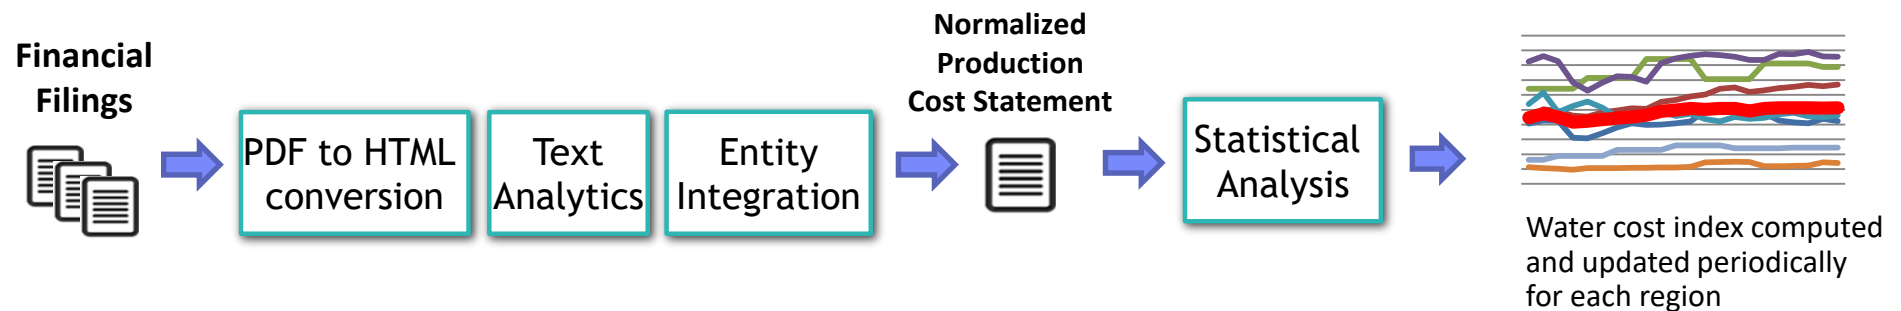 Financial
Filings
PDF to HTML
conversion
Text
Analytics
Entity
Integration
Normalized
Production
Cost Statement
Statistical
Analysis
Water cost index computed
and updated periodically
for each region